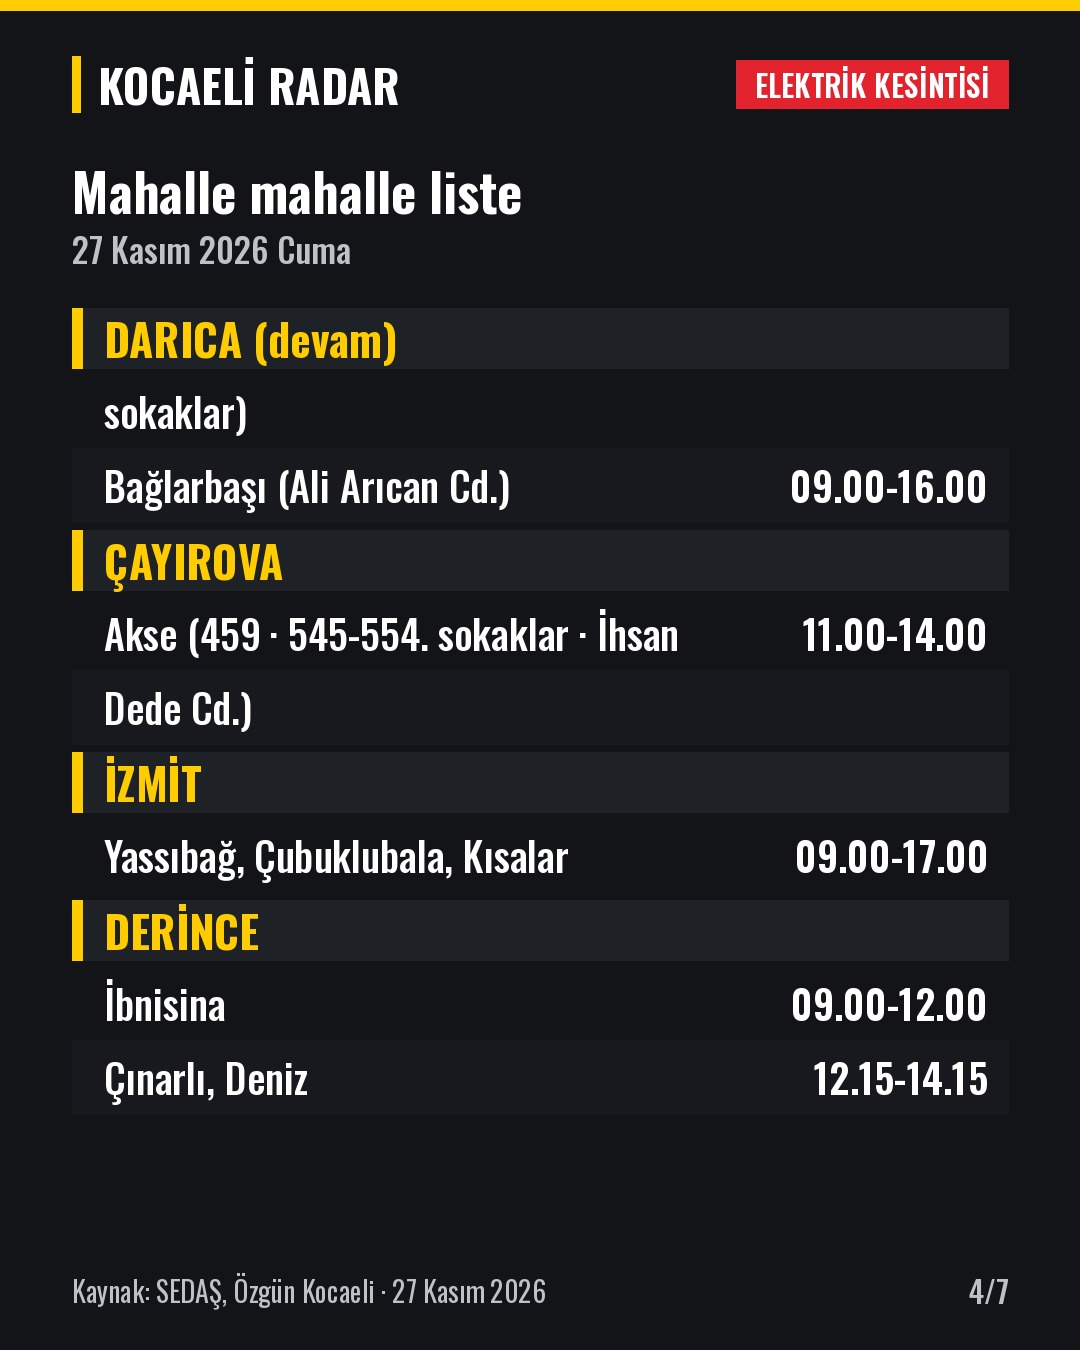 KOCAELİ RADAR
ELEKTRİK KESİNTİSİ
Mahalle mahalle liste
27 Kasım 2026 Cuma
DARICA (devam)
sokaklar)
Bağlarbaşı (Ali Arıcan Cd.) 09.00-16.00
ÇAYIROVA
Akse (459 · 545-554. sokaklar · İhsan 11.00-14.00
Dede Cd.)
İZMİT
Yassıbağ, Çubuklubala, Kısalar 09.00-17.00
DERİNCE
İbnisina 09.00-12.00
Çınarlı, Deniz 12.15-14.15
Kaynak: SEDAŞ, Özgün Kocaeli · 27 Kasım 2026 4/7